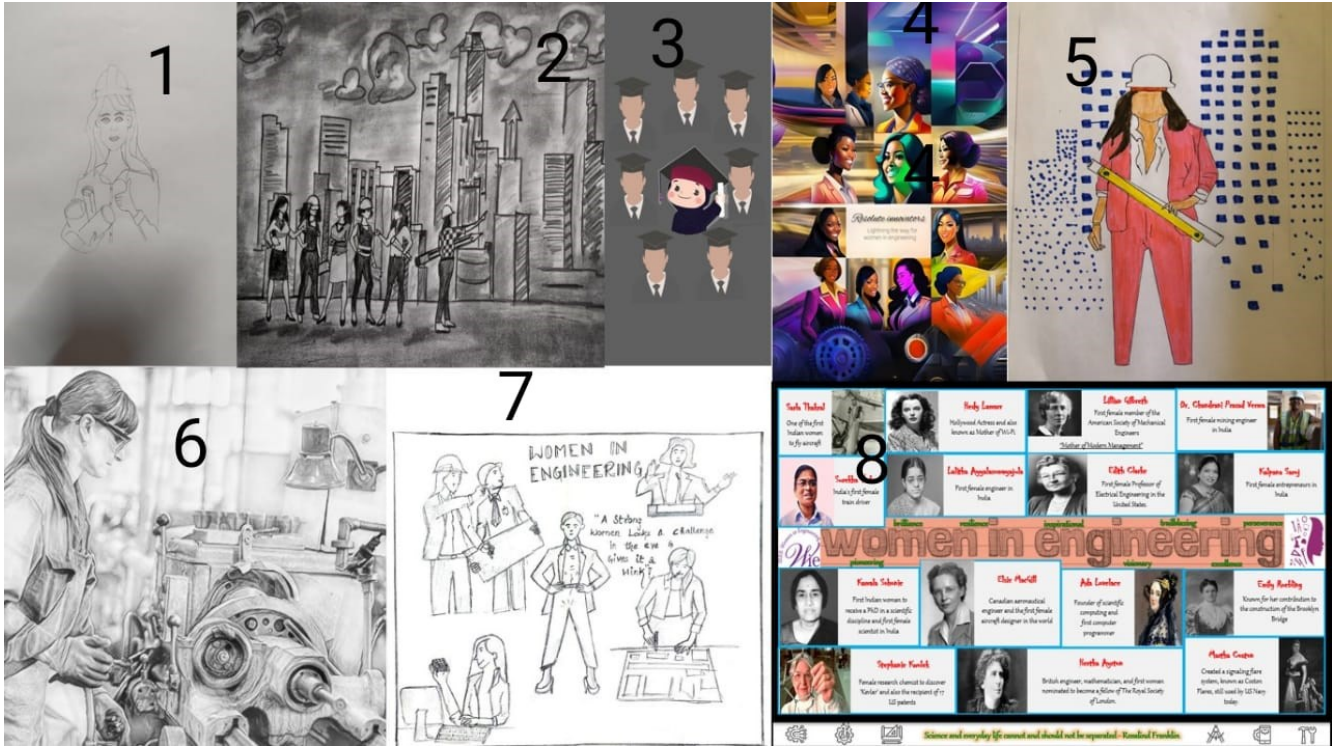 1
2
3
4
4
Resolute innovators
Lightning the way for
women in engineering
5
6
7
WOMEN IN
ENGINEERING
"A Strong
Women Looks a challenge
in the eye &
Gives it a
Wink"
8
Sarla Thakral
One of the first
Indian women
to fly aircraft
Hedy Lamarr
Hollywood Actress and also
known as Mother of Wi-Fi.
Lillian Gilbreth
First female member of the
American Society of Mechanical
Engineers
"Mother of Modern Management"
Dr. Chandrani Prasad Verma
First female mining engineer
in India
Surekha
India's first female
train driver
Lalitha Ayyalasomayajula
First female engineer in
India.
Edith Clarke
First female Professor of
Electrical Engineering in the
United States.
Kalpana Saroj
First female entrepreneurs in
India.
brilliance resilience inspirational trailblazing perseverance
WiE
women in engineering
pioneering visionary excellence
Kamala Sohonie
First Indian woman to
receive a PhD in a scientific
discipline and first female
scientist in India
Elsie MacGill
Canadian aeronautical
engineer and the first female
aircraft designer in the world
Ada Lovelace
Founder of scientific
computing and
first computer
programmer
Emily Roebling
Known for her contribution to
the construction of the Brooklyn
Bridge
Stephanie Kwolek
Female research chemist to discover
'Kevlar' and also the recipient of 17
US patents
Hertha Ayrton
British engineer, mathematician, and first woman
nominated to become a fellow of The Royal Society
of London.
Martha Coston
Created a signaling flare
system, known as Coston
Flares, still used by US Navy
today.
Science and everyday life cannot and should not be separated - Rosalind Franklin